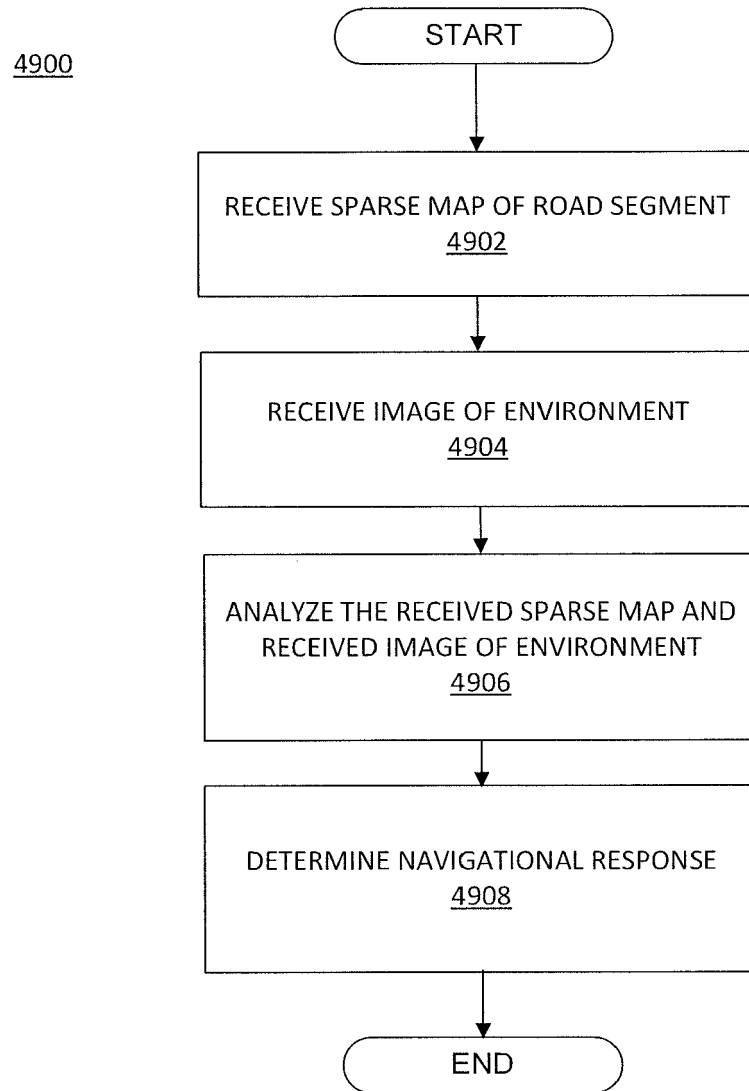 START
4900
RECEIVE SPARSE MAP OF ROAD SEGMENT
4902
RECEIVE IMAGE OF ENVIRONMENT
4904
ANALYZE THE RECEIVED SPARSE MAP AND
RECEIVED IMAGE OF ENVIRONMENT
4906
DETERMINE NAVIGATIONAL RESPONSE
4908
END